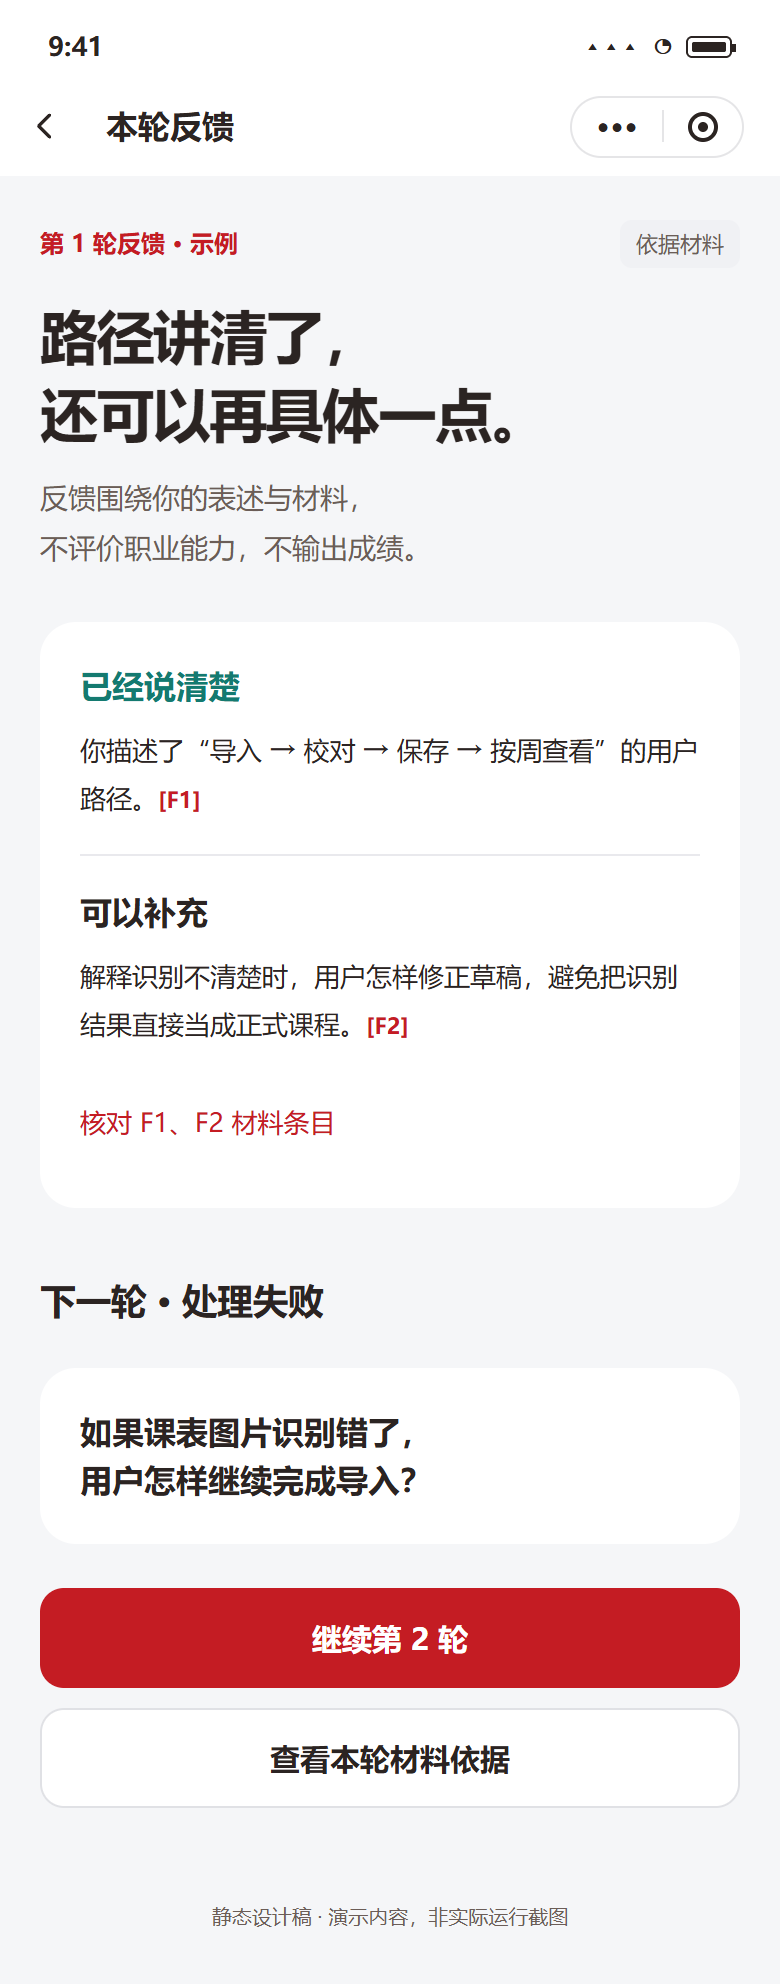 9:41
本轮反馈
第 1 轮反馈 • 示例
依据材料
路径讲清了，
还可以再具体一点。
反馈围绕你的表述与材料，
不评价职业能力，不输出成绩。
已经说清楚
你描述了“导入 → 校对 → 保存 → 按周查看”的用户
路径。[F1]
可以补充
解释识别不清楚时，用户怎样修正草稿，避免把识别
结果直接当成正式课程。[F2]
核对 F1、F2 材料条目
下一轮 • 处理失败
如果课表图片识别错了，
用户怎样继续完成导入？
继续第 2 轮
查看本轮材料依据
静态设计稿 · 演示内容，非实际运行截图